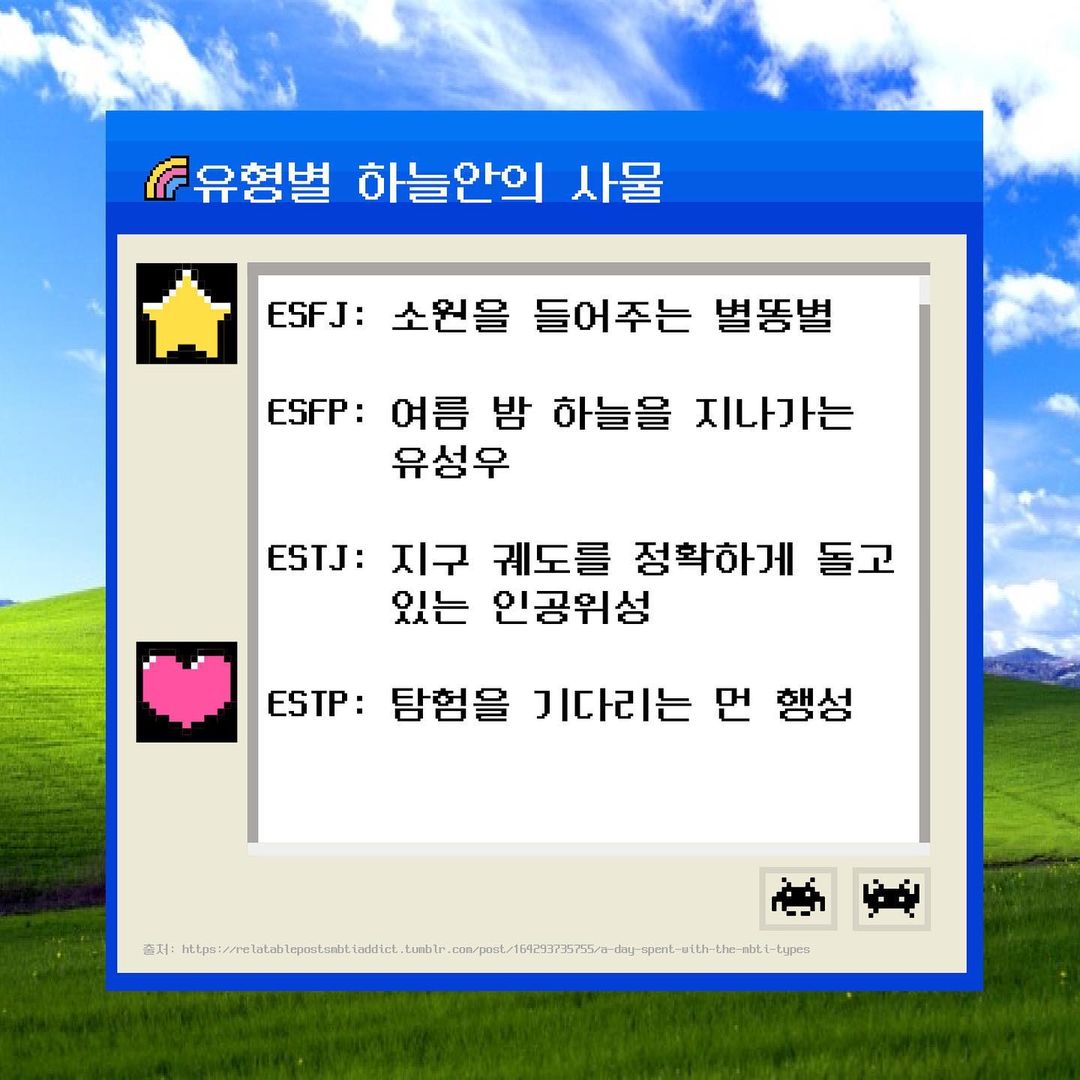 🌈유형별 하늘안의 사물
ESFJ: 소원을 들어주는 별똥별
ESFP: 여름 밤 하늘을 지나가는
유성우
ESTJ: 지구 궤도를 정확하게 돌고
있는 인공위성
ESTP: 탐험을 기다리는 먼 행성
출처: https://relatablepostsmbtiaddict.tumblr.com/post/164293735755/a-day-spent-with-the-mbti-types